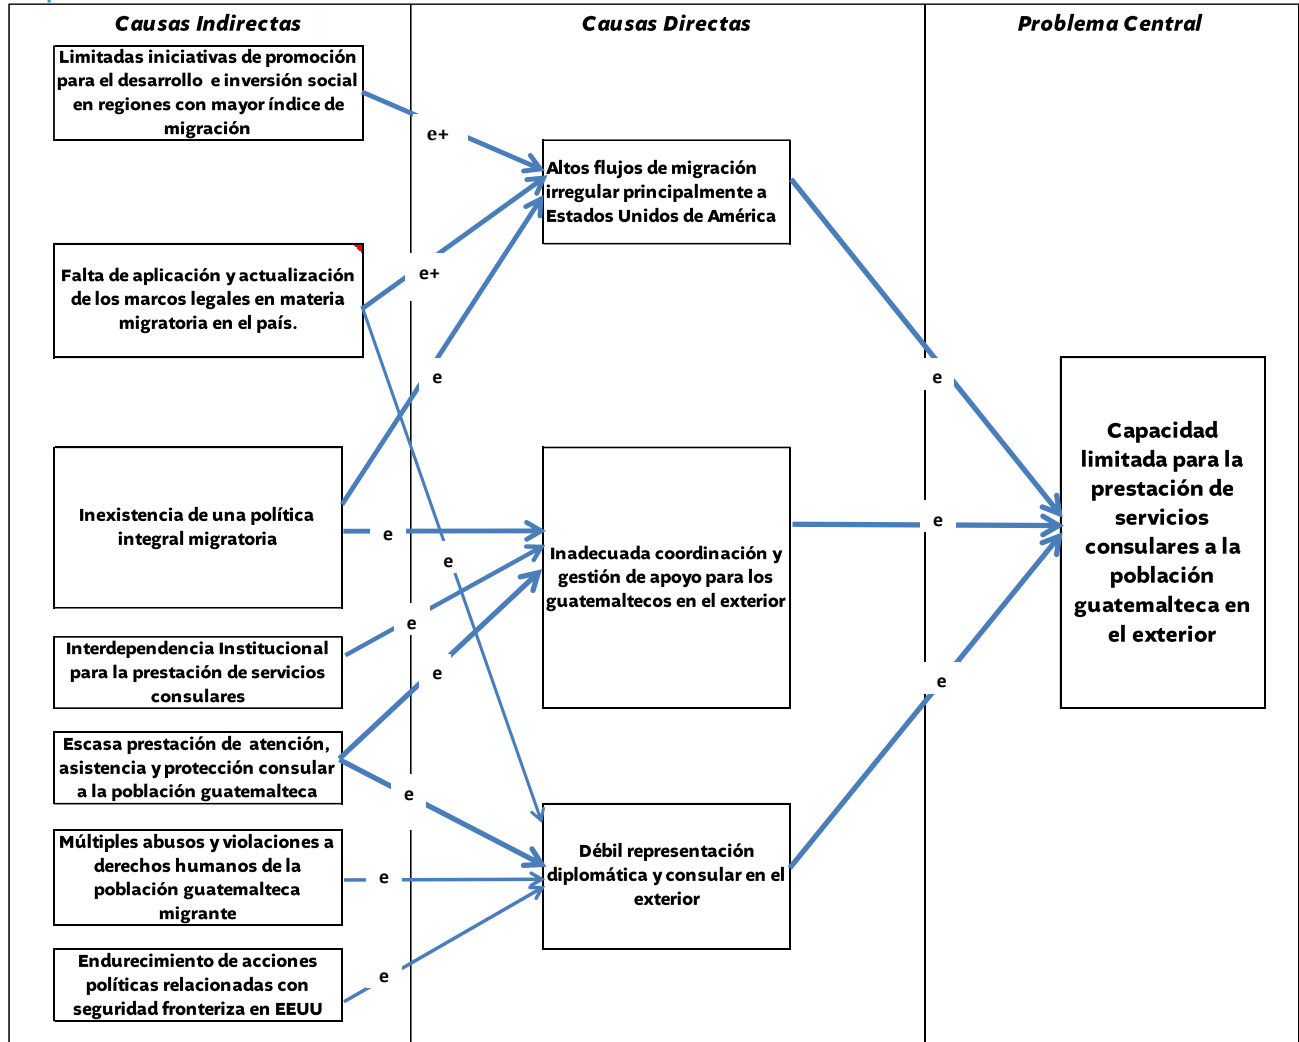 Causas Indirectas
Causas Directas
Problema Central
Limitadas iniciativas de promoción
para el desarrollo e inversión social
en regiones con mayor índice de
migración
e+
Altos flujos de migración
irregular principalmente a
Estados Unidos de América
Falta de aplicación y actualización
de los marcos legales en materia
migratoria en el país.
e+
e
e
Capacidad
limitada para la
prestación de
servicios
consulares a la
población
guatemalteca en
el exterior
Inexistencia de una política
integral migratoria
e
e
e
Inadecuada coordinación y
gestión de apoyo para los
guatemaltecos en el exterior
Interdependencia Institucional
para la prestación de servicios
consulares
e
e
e
Escasa prestación de atención,
asistencia y protección consular
a la población guatemalteca
e
Múltiples abusos y violaciones a
derechos humanos de la
población guatemalteca
migrante
e
Débil representación
diplomática y consular en el
exterior
Endurecimiento de acciones
políticas relacionadas con
seguridad fronteriza en EEUU
e